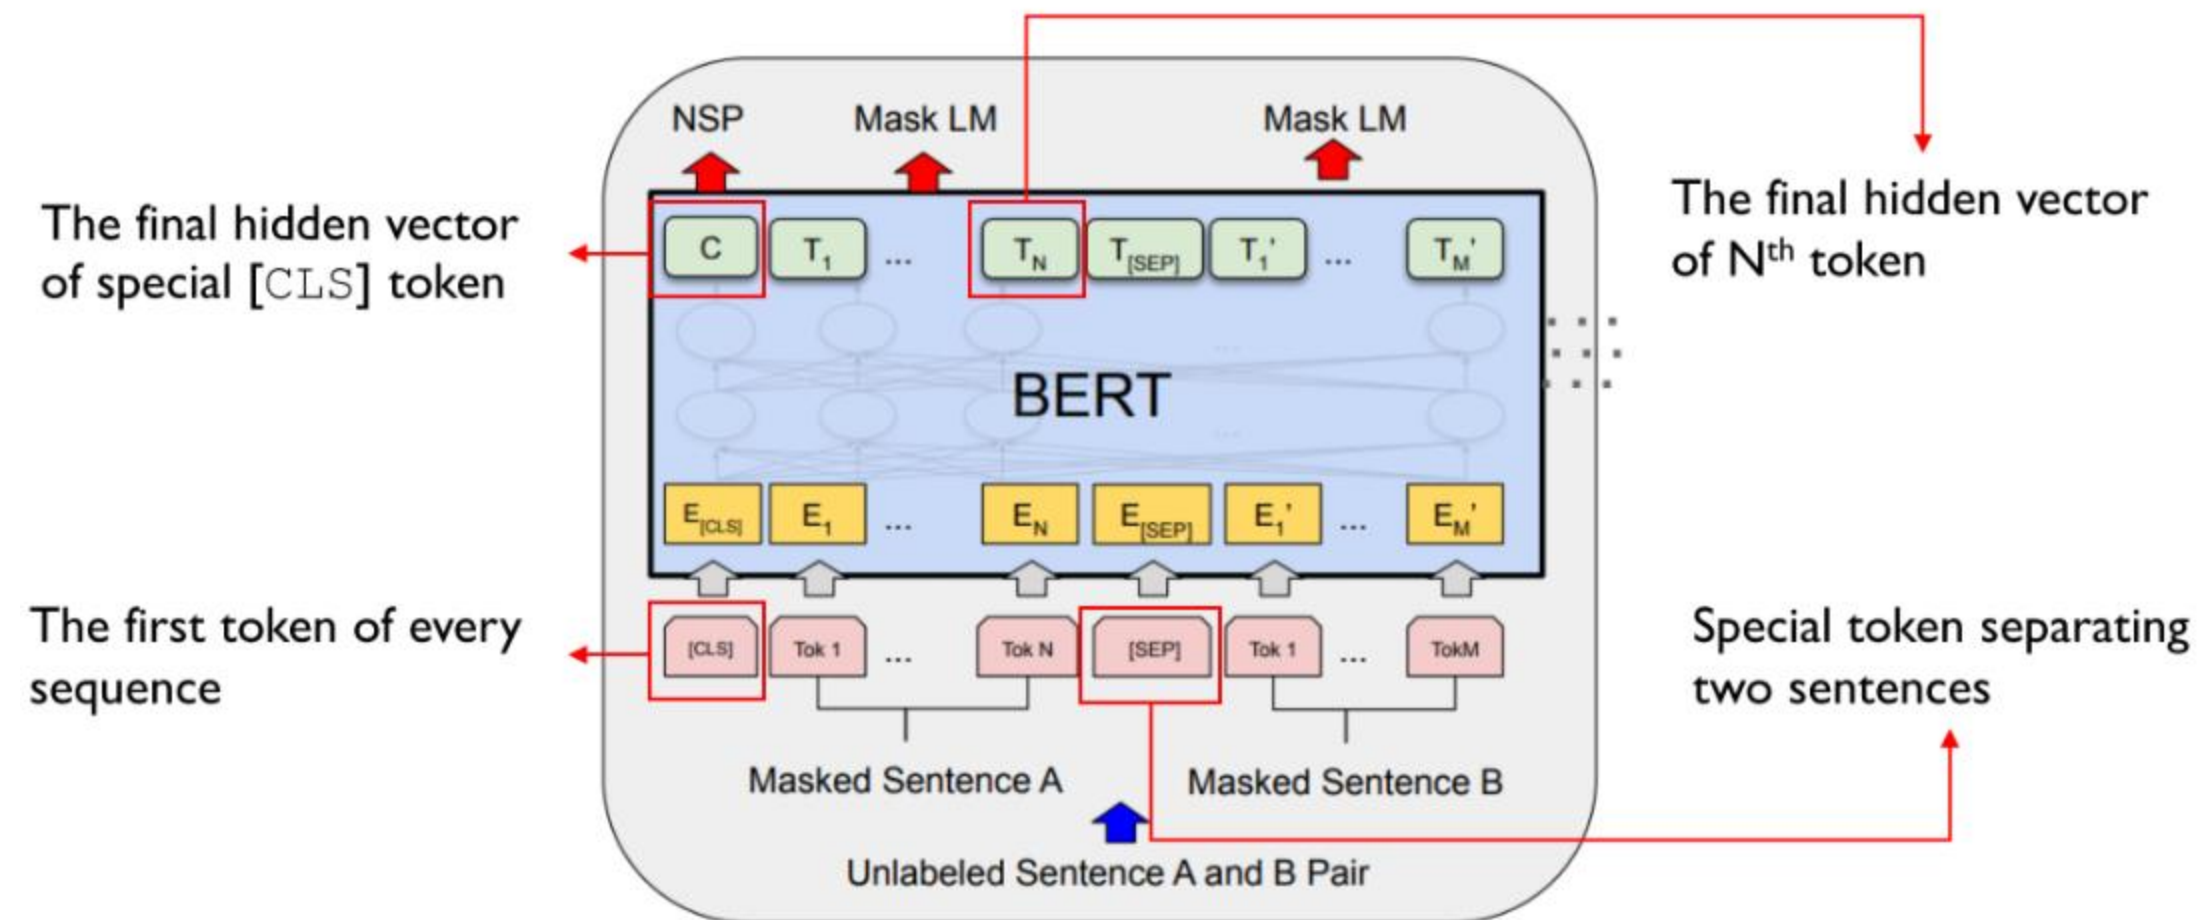 NSP
Mask LM
Mask LM
The final hidden vector
of special [CLS] token
The final hidden vector
of Nth token
C
T1
...
TN
T[SEP]
T1'
...
TM'
...
BERT
...
E[CLS]
E1
...
EN
E[SEP]
E1'
...
EM'
The first token of every
sequence
[CLS]
Tok 1
...
Tok N
[SEP]
Tok 1
...
TokM
Special token separating
two sentences
Masked Sentence A
Masked Sentence B
Unlabeled Sentence A and B Pair